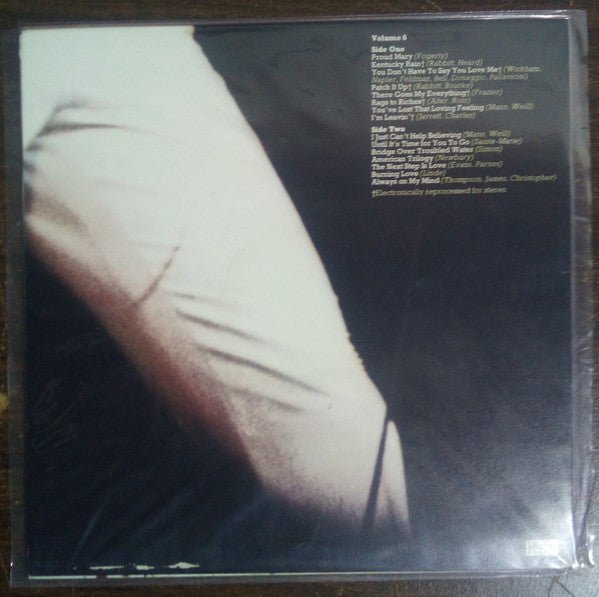 Volume 6
Side One
Proud Mary (Fogerty)
Kentucky Rain† (Rabbitt, Heard)
You Don't Have To Say You Love Me† (Wickham,
Napier, Feldman, Bell, Donaggio, Pallavicini)
Patch It Up† (Rabbitt, Bourke)
There Goes My Everything† (Frazier)
Rags to Riches† (Alter, Ross)
You've Lost That Loving Feeling (Mann, Weill)
I'm Leavin'† (Jarrett, Charles)
Side Two
I Just Can't Help Believing (Mann, Weill)
Until It's Time for You To Go (Sainte-Marie)
Bridge Over Troubled Water (Simon)
American Trilogy (Newbury)
The Next Step Is Love (Evans, Parnes)
Burning Love (Linde)
Always on My Mind (Thompson, James, Christopher)
†Electronically reprocessed for stereo